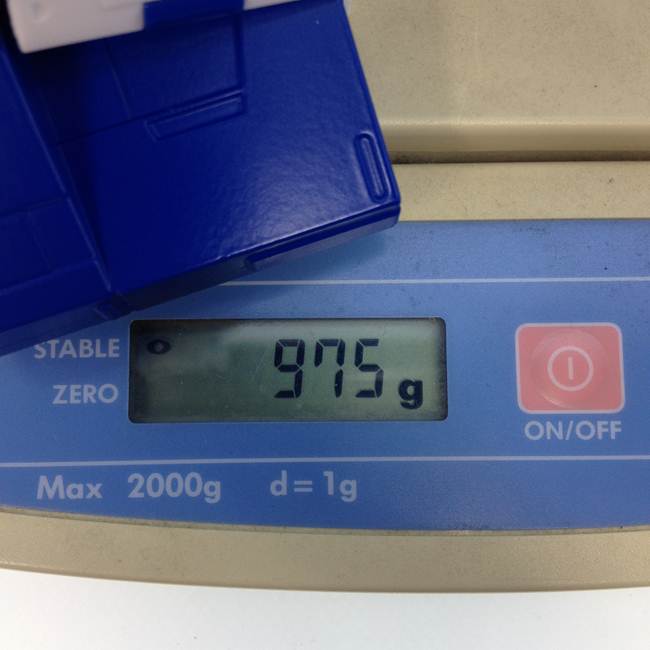 STABLE
975 g
ZERO
ON/OFF
Max 2000g d=1g